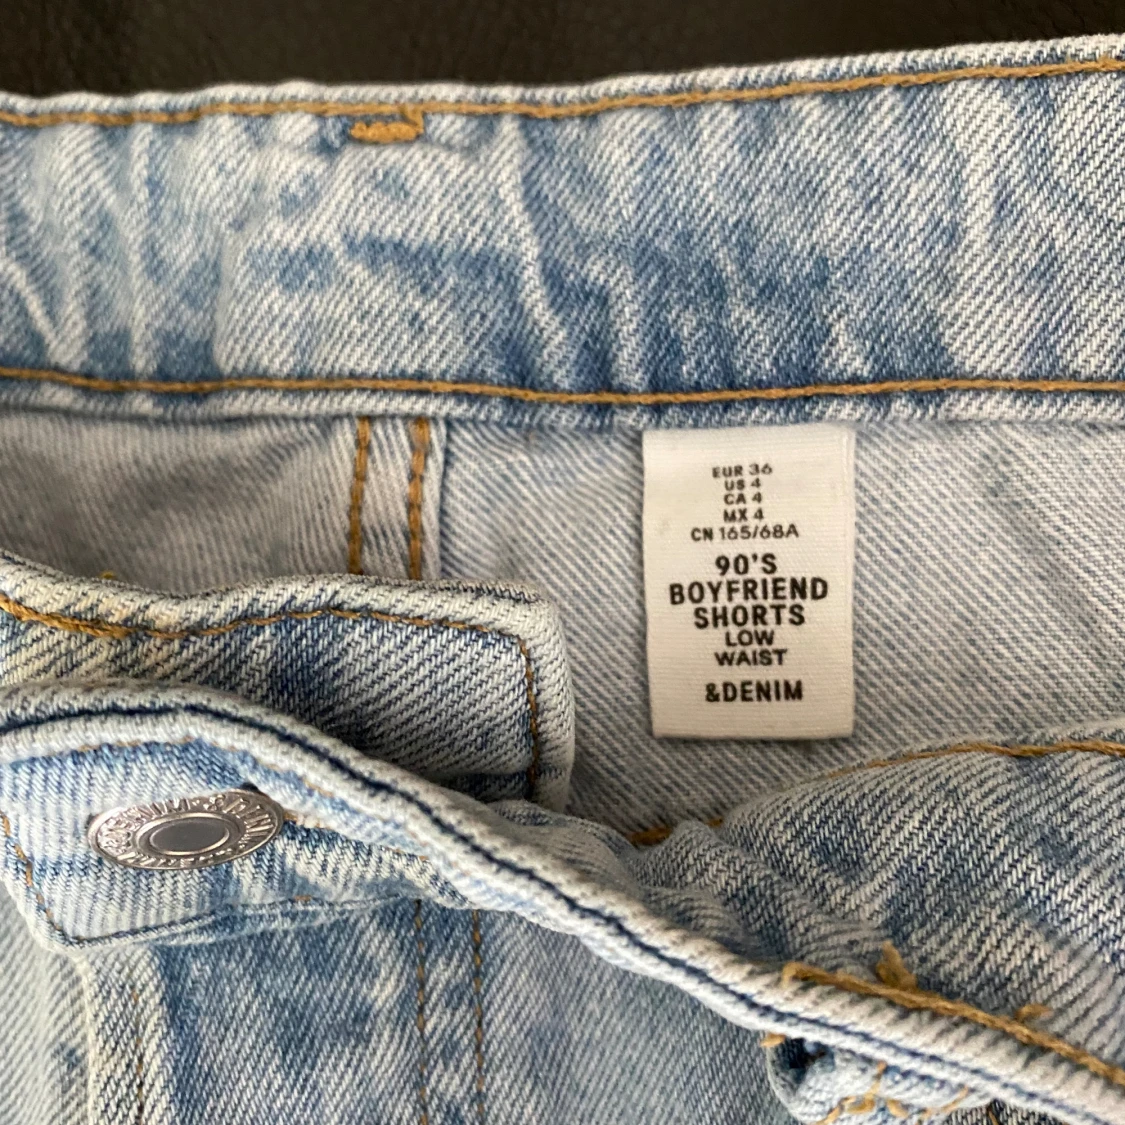 EUR 36
US 4
CA 4
MX 4
CN 165/68A
90'S
BOYFRIEND
SHORTS
LOW
WAIST
&DENIM